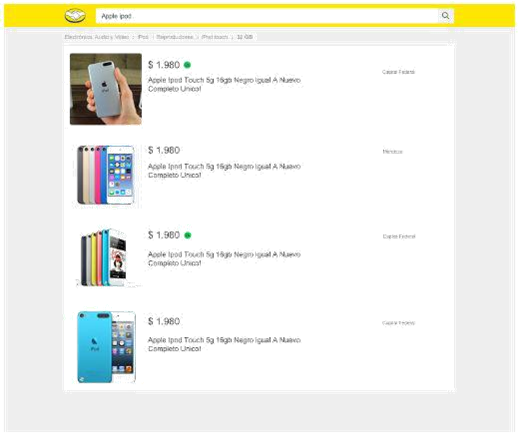 Apple Ipod
Electrónica, Audio y Video > iPod > Reproductores > iPod touch > 32 GB
$ 1.980
Apple Ipod Touch 5g 16gb Negro Igual A Nuevo
Completo Unico!
Capital Federal
$ 1.980
Apple Ipod Touch 5g 16gb Negro Igual A Nuevo
Completo Unico!
Mendoza
$ 1.980
Apple Ipod Touch 5g 16gb Negro Igual A Nuevo
Completo Unico!
Capital Federal
$ 1.980
Apple Ipod Touch 5g 16gb Negro Igual A Nuevo
Completo Unico!
Capital Federal